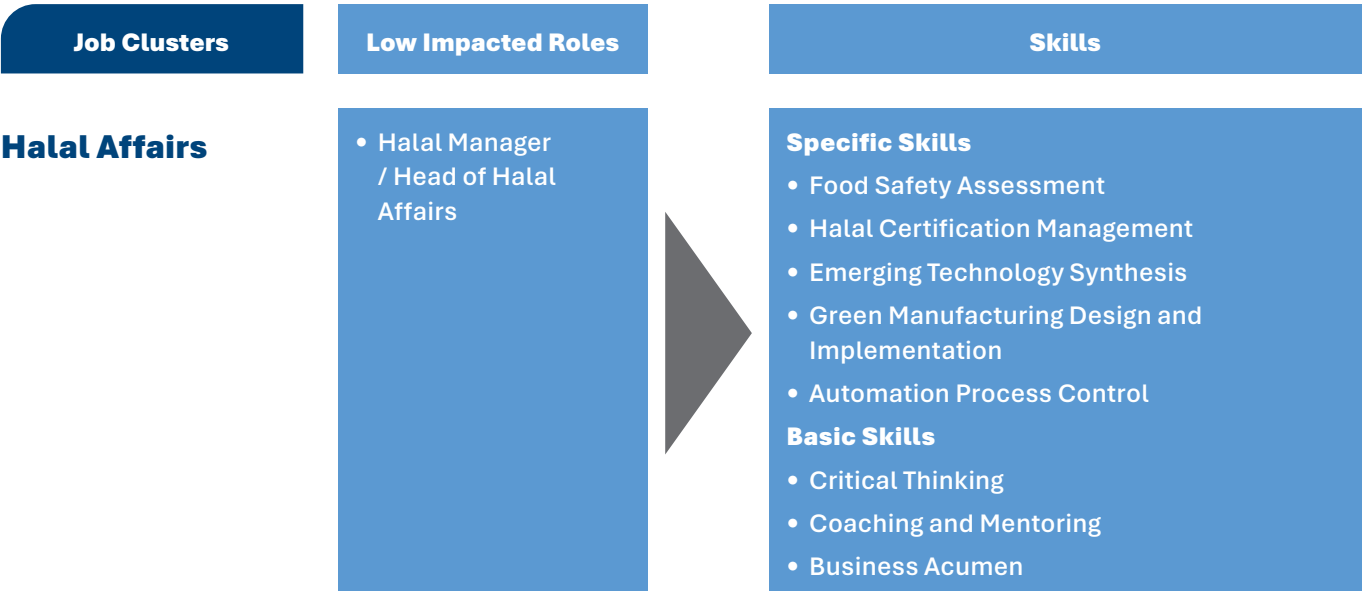 Job Clusters
Low Impacted Roles
Skills
Halal Affairs
• Halal Manager
/ Head of Halal
Affairs
Specific Skills
• Food Safety Assessment
• Halal Certification Management
• Emerging Technology Synthesis
• Green Manufacturing Design and
Implementation
• Automation Process Control
Basic Skills
• Critical Thinking
• Coaching and Mentoring
• Business Acumen